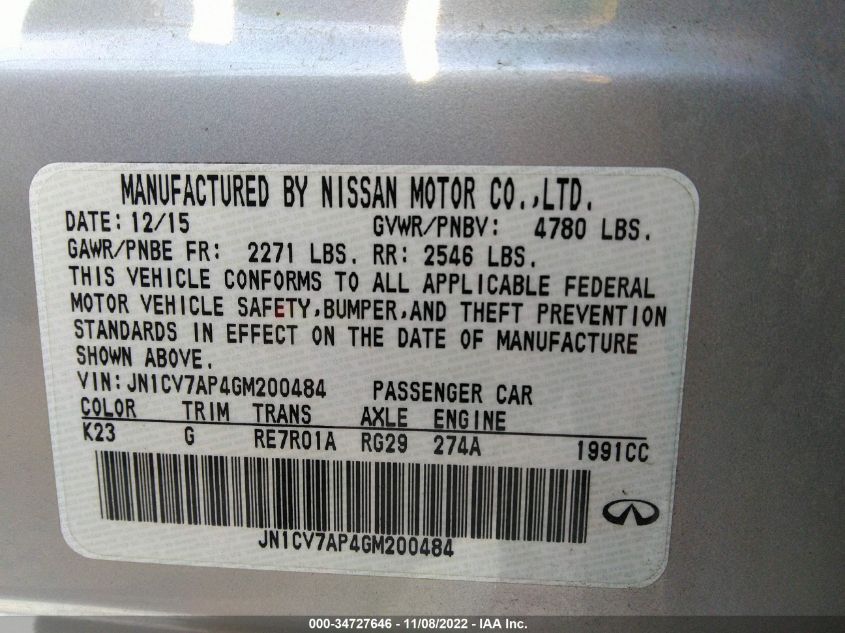 MANUFACTURED BY NISSAN MOTOR CO.,LTD.
DATE: 12/15 GVWR/PNBV: 4780 LBS.
GAWR/PNBE FR: 2271 LBS. RR: 2546 LBS.
THIS VEHICLE CONFORMS TO ALL APPLICABLE FEDERAL
MOTOR VEHICLE SAFETY,BUMPER,AND THEFT PREVENTION
STANDARDS IN EFFECT ON THE DATE OF MANUFACTURE
SHOWN ABOVE.
VIN:JN1CV7AP4GM200484 PASSENGER CAR
COLOR TRIM TRANS AXLE ENGINE
K23 G RE7R01A RG29 274A 1991CC
JN1CV7AP4GM200484
000-34727646 — 11/08/2022 — IAA Inc.